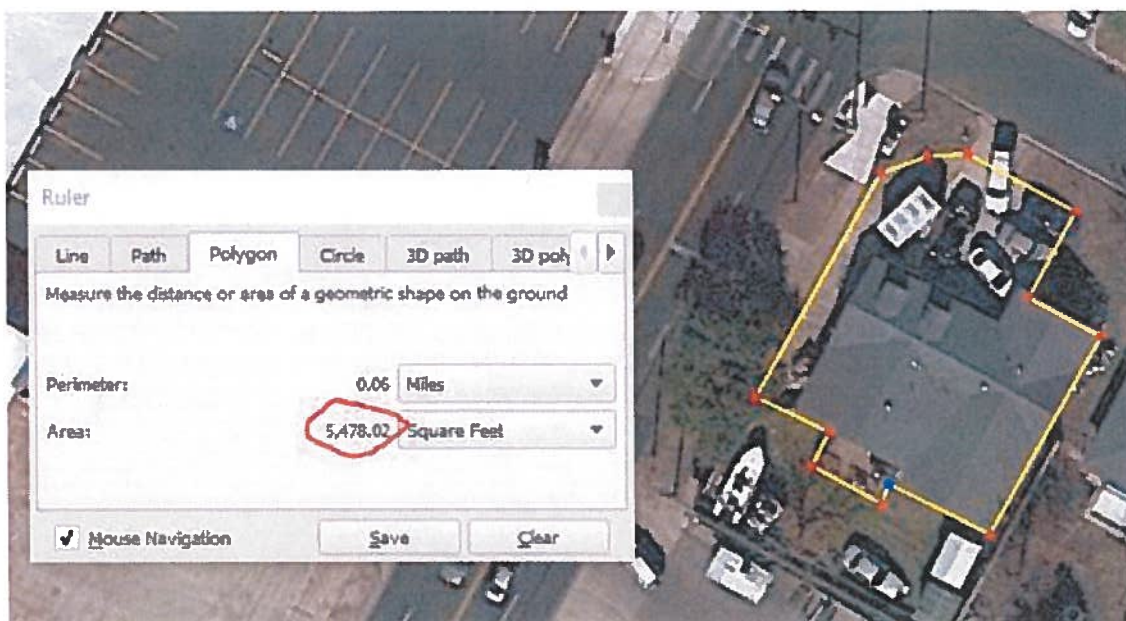 Ruler
Line Path Polygon Circle 3D path 3D poly
Measure the distance or area of a geometric shape on the ground
Perimeter: 0.06 Miles
Area: 5,478.02 Square Feet
Mouse Navigation Save Clear